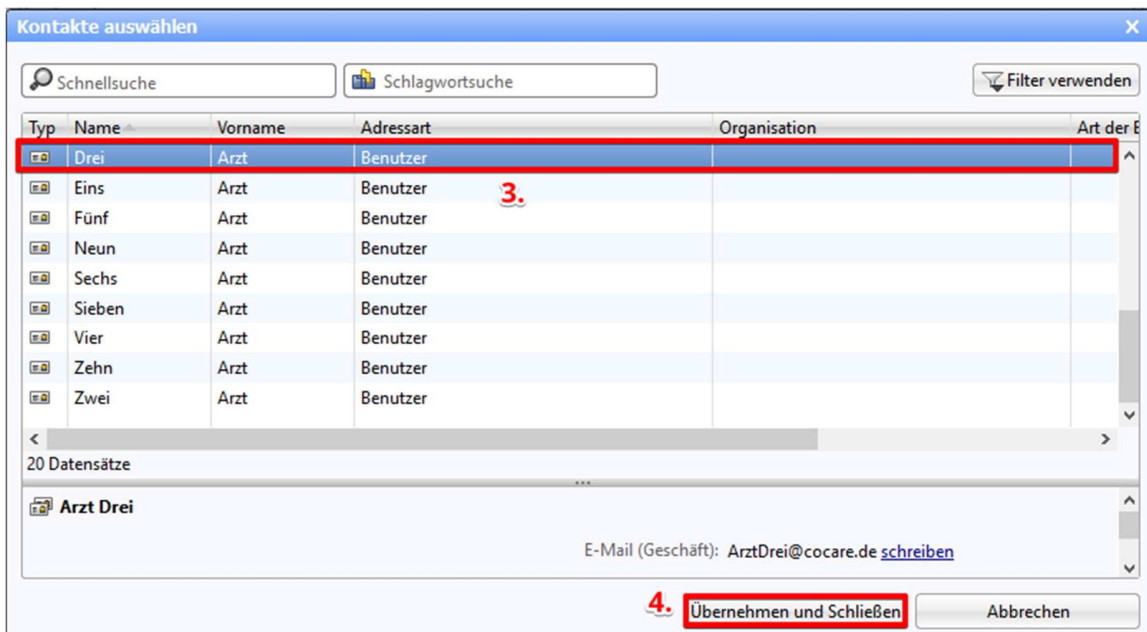 Kontakte auswählen
Schnellsuche Schlagwortsuche Filter verwenden
Typ Name Vorname Adressart Organisation Art der E
Drei Arzt Benutzer
Eins Arzt Benutzer
3.
Fünf Arzt Benutzer
Neun Arzt Benutzer
Sechs Arzt Benutzer
Sieben Arzt Benutzer
Vier Arzt Benutzer
Zehn Arzt Benutzer
Zwei Arzt Benutzer
20 Datensätze
Arzt Drei
E-Mail (Geschäft): ArztDrei@cocare.de schreiben
4. Übernehmen und Schließen Abbrechen